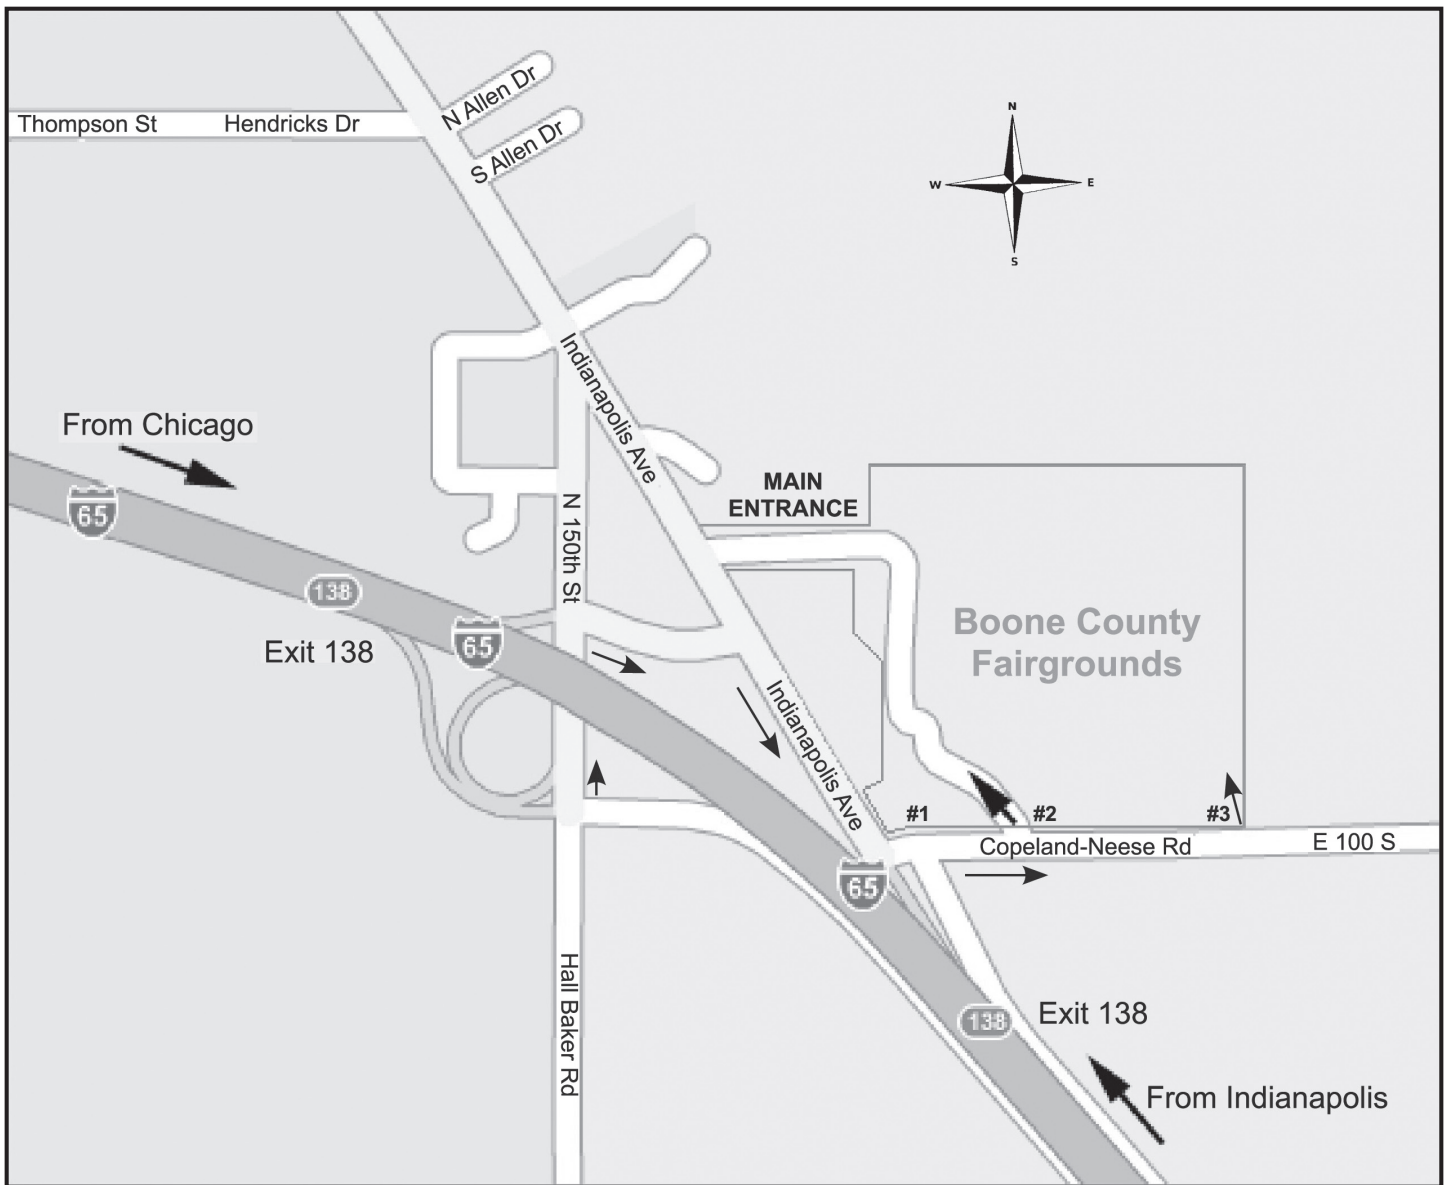 N Allen Dr
S Allen Dr
Thompson St
Hendricks Dr
N
W
E
S
Indianapolis Ave
From Chicago
MAIN
ENTRANCE
65
N 150th St
138
Exit 138
65
Boone County
Fairgrounds
Indianapolis Ave
#1
#2
#3
Copeland-Neese Rd
E 100 S
65
Hall Baker Rd
138
Exit 138
From Indianapolis